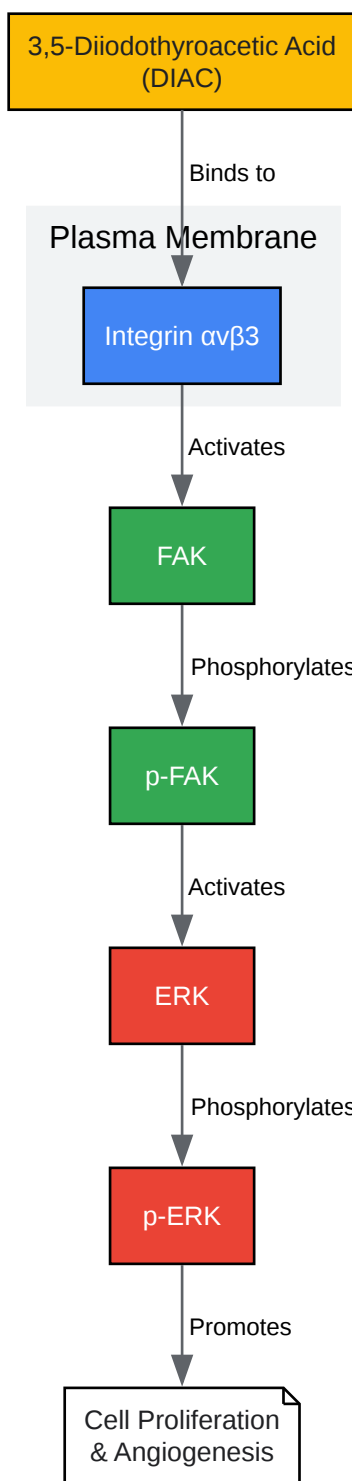 3,5-Diiodothyroacetic Acid
(DIAC)
Binds to
Plasma Membrane
Integrin αvβ3
Activates
FAK
Phosphorylates
p-FAK
Activates
ERK
Phosphorylates
p-ERK
Promotes
Cell Proliferation
& Angiogenesis